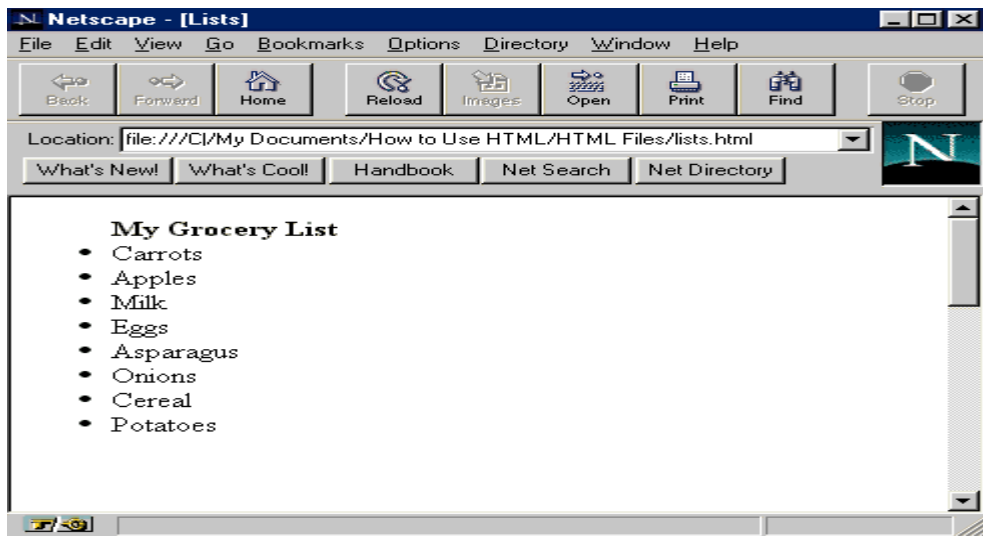 N Netscape - [Lists]
File Edit View Go Bookmarks Options Directory Window Help
Back Forward Home Reload Images Open Print Find Stop
Location: file:///C|/My Documents/How to Use HTML/HTML Files/lists.html
N
What's New! What's Cool! Handbook Net Search Net Directory
My Grocery List
• Carrots
• Apples
• Milk
• Eggs
• Asparagus
• Onions
• Cereal
• Potatoes